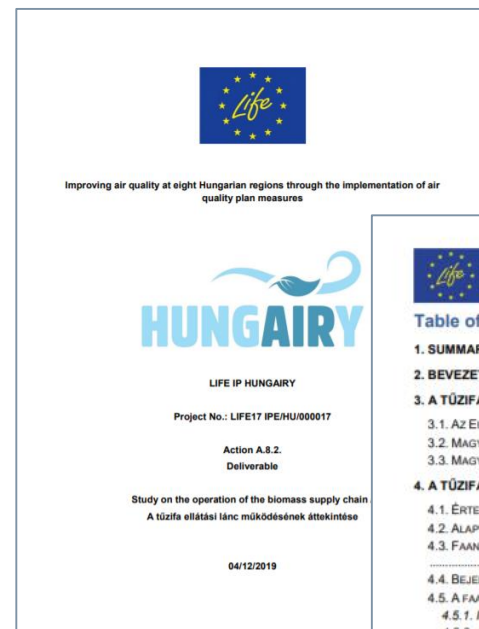 Life
Improving air quality at eight Hungarian regions through the implementation of air
quality plan measures
HUNGAIRY
LIFE IP HUNGAIRY
Project No.: LIFE17 IPE/HU/000017
Action A.8.2.
Deliverable
Study on the operation of the biomass supply chain
A tűzifa ellátási lánc működésének áttekintése
04/12/2019
Life
Table of
1. SUMMAR
2. BEVEZET
3. A TŰZIFA
3.1. AZ E
3.2. MAGY
3.3. MAGY
4. A TŰZIFA
4.1. ÉRTE
4.2. ALAP
4.3. FAAN
4.4. BEJE
4.5. A FAA
4.5.1.